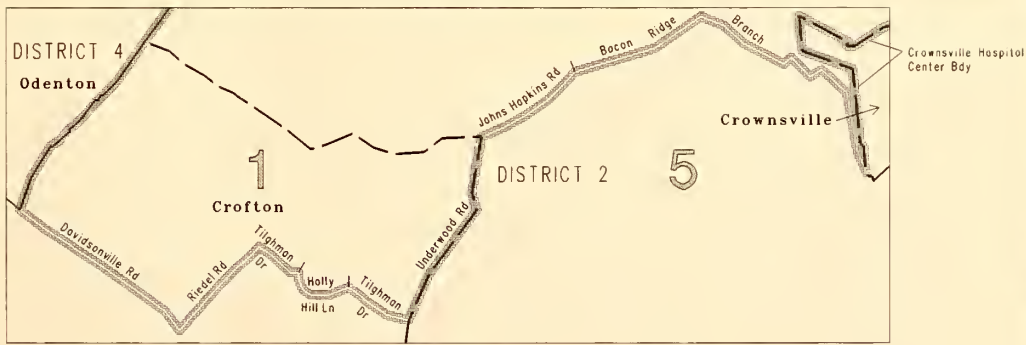 DISTRICT 4
Odenton
1
Crofton
Davidsonville Rd
Riedel Rd
Tilghman
Dr
Holly
Hill Ln
Tilghman
Dr
Underwood Rd
Johns Hopkins Rd
Bacon Ridge Branch
DISTRICT 2
5
Crownsville
Crownsville Hospital
Center Bdy